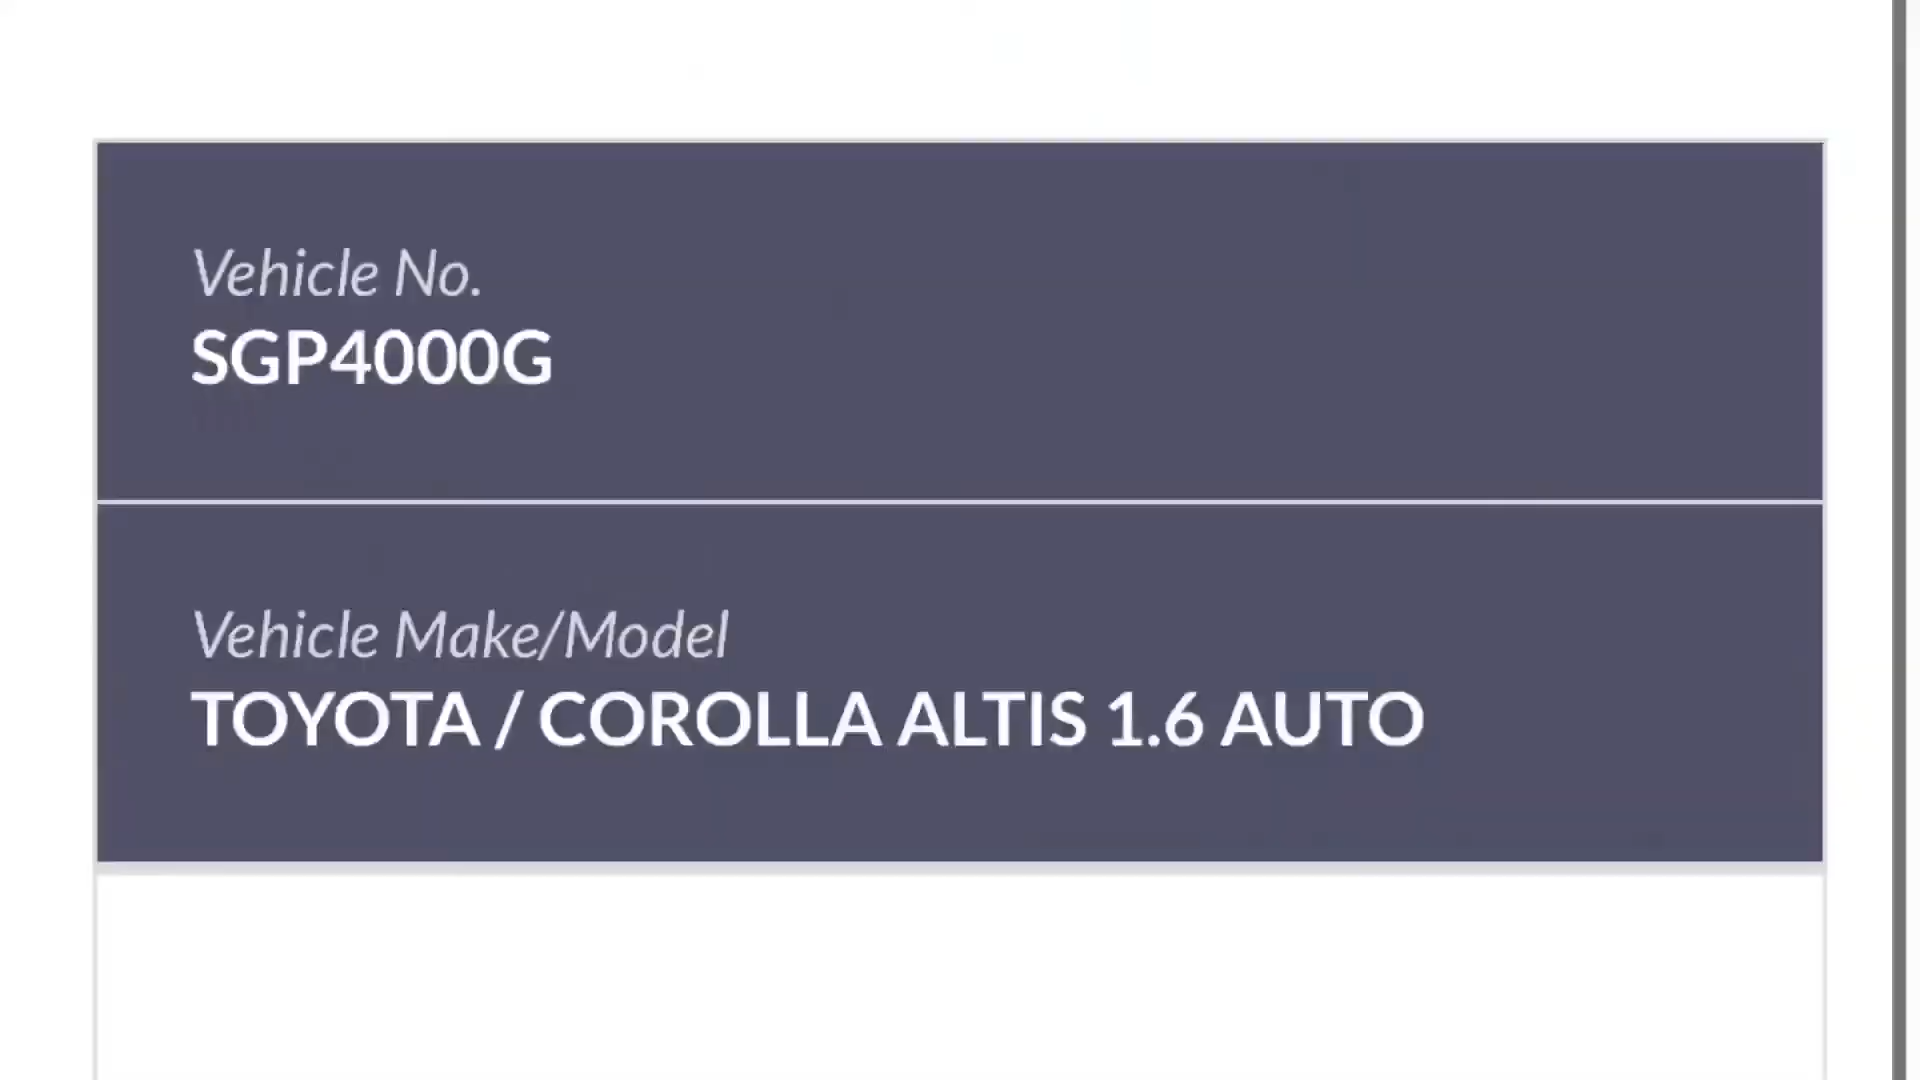 Vehicle No.
SGP4000G
Vehicle Make/Model
TOYOTA / COROLLA ALTIS 1.6 AUTO